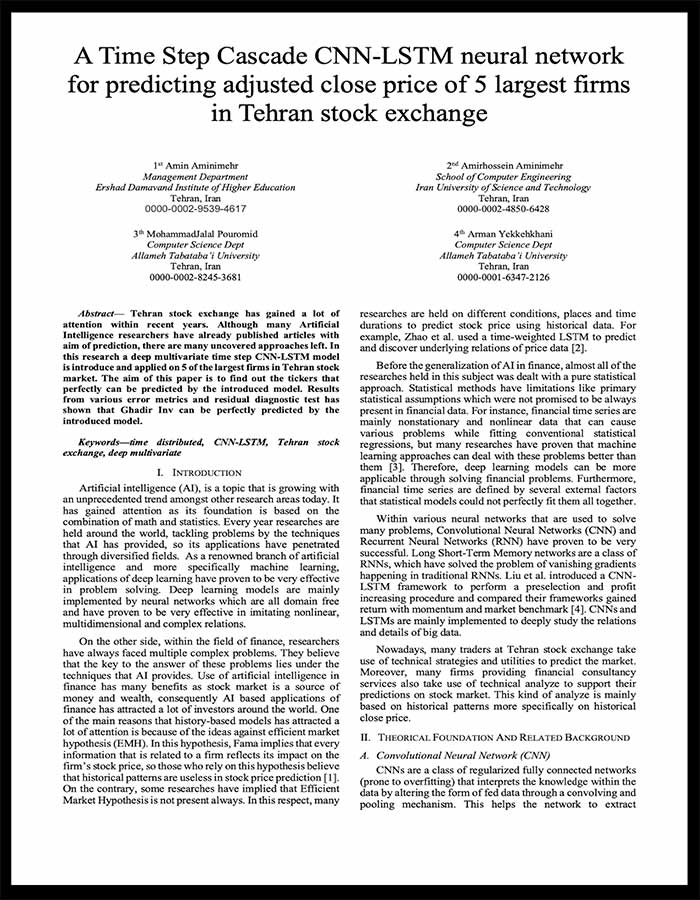 A Time Step Cascade CNN-LSTM neural network
for predicting adjusted close price of 5 largest firms
in Tehran stock exchange
1st Amin Aminimehr
Management Department
Ershad Damavand Institute of Higher Education
Tehran, Iran
0000-0002-9539-4617
2nd Amirhossein Aminimehr
School of Computer Engineering
Iran University of Science and Technology
Tehran, Iran
0000-0002-4850-6428
3th MohammadJalal Pouromid
Computer Science Dept
Allameh Tabataba'i University
Tehran, Iran
0000-0002-8245-3681
4th Arman Yekkehkhani
Computer Science Dept
Allameh Tabataba'i University
Tehran, Iran
0000-0001-6347-2126
Abstract— Tehran stock exchange has gained a lot of
attention within recent years. Although many Artificial
Intelligence researchers have already published articles with
aim of prediction, there are many uncovered approaches left. In
this research a deep multivariate time step CNN-LSTM model
is introduce and applied on 5 of the largest firms in Tehran stock
market. The aim of this paper is to find out the tickers that
perfectly can be predicted by the introduced model. Results
from various error metrics and residual diagnostic test has
shown that Ghadir Inv can be perfectly predicted by the
introduced model.
Keywords—time distributed, CNN-LSTM, Tehran stock
exchange, deep multivariate
I. INTRODUCTION
Artificial intelligence (AI), is a topic that is growing with
an unprecedented trend amongst other research areas today. It
has gained attention as its foundation is based on the
combination of math and statistics. Every year researches are
held around the world, tackling problems by the techniques
that AI has provided, so its applications have penetrated
through diversified fields. As a renowned branch of artificial
intelligence and more specifically machine learning,
applications of deep learning have proven to be very effective
in problem solving. Deep learning models are mainly
implemented by neural networks which are all domain free
and have proven to be very effective in imitating nonlinear,
multidimensional and complex relations.
On the other side, within the field of finance, researchers
have always faced multiple complex problems. They believe
that the key to the answer of these problems lies under the
techniques that AI provides. Use of artificial intelligence in
finance has many benefits as stock market is a source of
money and wealth, consequently AI based applications of
finance has attracted a lot of investors around the world. One
of the main reasons that history-based models has attracted a
lot of attention is because of the ideas against efficient market
hypothesis (EMH). In this hypothesis, Fama implies that every
information that is related to a firm reflects its impact on the
firm's stock price, so those who rely on this hypothesis believe
that historical patterns are useless in stock price prediction [1].
On the contrary, some researches have implied that Efficient
Market Hypothesis is not present always. In this respect, many
researches are held on different conditions, places and time
durations to predict stock price using historical data. For
example, Zhao et al. used a time-weighted LSTM to predict
and discover underlying relations of price data [2].
Before the generalization of AI in finance, almost all of the
researches held in this subject was dealt with a pure statistical
approach. Statistical methods have limitations like primary
statistical assumptions which were not promised to be always
present in financial data. For instance, financial time series are
mainly nonstationary and nonlinear data that can cause
various problems while fitting conventional statistical
regressions, but many researches have proven that machine
learning approaches can deal with these problems better than
them [3]. Therefore, deep learning models can be more
applicable through solving financial problems. Furthermore,
financial time series are defined by several external factors
that statistical models could not perfectly fit them all together.
Within various neural networks that are used to solve
many problems, Convolutional Neural Networks (CNN) and
Recurrent Neural Networks (RNN) have proven to be very
successful. Long Short-Term Memory networks are a class of
RNNs, which have solved the problem of vanishing gradients
happening in traditional RNNs. Liu et al. introduced a CNN-
LSTM framework to perform a preselection and profit
increasing procedure and compared their frameworks gained
return with momentum and market benchmark [4]. CNNs and
LSTMs are mainly implemented to deeply study the relations
and details of big data.
Nowadays, many traders at Tehran stock exchange take
use of technical strategies and utilities to predict the market.
Moreover, many firms providing financial consultancy
services also take use of technical analyze to support their
predictions on stock market. This kind of analyze is mainly
based on historical patterns more specifically on historical
close price.
II. THEORICAL FOUNDATION AND RELATED BACKGROUND
A. Convolutional Neural Network (CNN)
CNNs are a class of regularized fully connected networks
(prone to overfitting) that interprets the knowledge within the
data by altering the form of fed data through a convolving and
pooling mechanism. This helps the network to extract